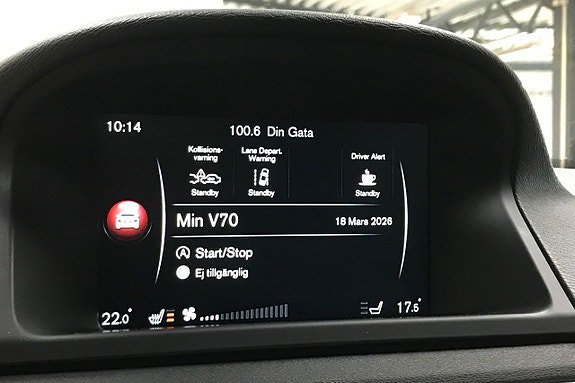 10:14
100.6 Din Gata
Kollisions-
varning
Standby
Lane Depart.
Warning
Standby
Driver Alert
Standby
Min V70
18 Mars 2026
Start/Stop
Ej tillgänglig
22.0°
17.5°